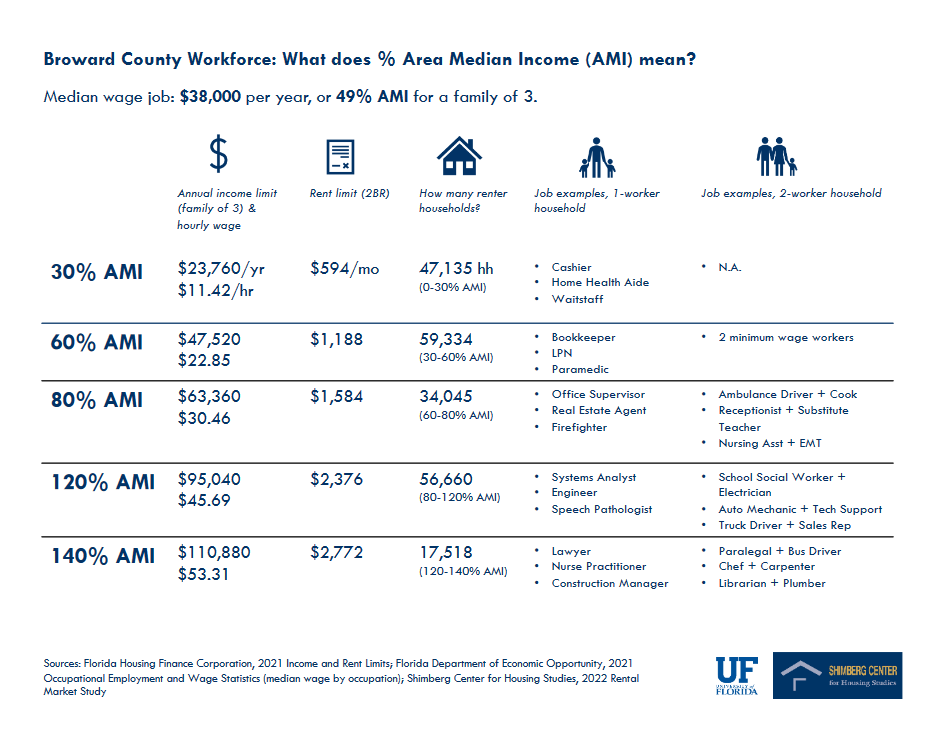 Broward County Workforce: What does % Area Median Income (AMI) mean?
Median wage job: $38,000 per year, or 49% AMI for a family of 3.
$
Annual income limit
(family of 3) &
hourly wage
Rent limit (2BR)
How many renter
households?
Job examples, 1-worker
household
Job examples, 2-worker household
30% AMI
$23,760/yr
$11.42/hr
$594/mo
47,135 hh
(0-30% AMI)
• Cashier
• Home Health Aide
• Waitstaff
• N.A.
60% AMI
$47,520
$22.85
$1,188
59,334
(30-60% AMI)
• Bookkeeper
• LPN
• Paramedic
• 2 minimum wage workers
80% AMI
$63,360
$30.46
$1,584
34,045
(60-80% AMI)
• Office Supervisor
• Real Estate Agent
• Firefighter
• Ambulance Driver + Cook
• Receptionist + Substitute
Teacher
• Nursing Asst + EMT
120% AMI
$95,040
$45.69
$2,376
56,660
(80-120% AMI)
• Systems Analyst
• Engineer
• Speech Pathologist
• School Social Worker +
Electrician
• Auto Mechanic + Tech Support
• Truck Driver + Sales Rep
140% AMI
$110,880
$53.31
$2,772
17,518
(120-140% AMI)
• Lawyer
• Nurse Practitioner
• Construction Manager
• Paralegal + Bus Driver
• Chef + Carpenter
• Librarian + Plumber
Sources: Florida Housing Finance Corporation, 2021 Income and Rent Limits; Florida Department of Economic Opportunity, 2021
Occupational Employment and Wage Statistics (median wage by occupation); Shimberg Center for Housing Studies, 2022 Rental
Market Study
UF
UNIVERSITY of
FLORIDA
SHIMBERG CENTER
for Housing Studies